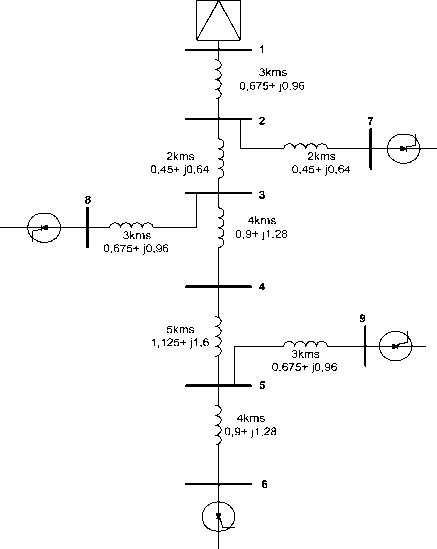 1
3kms
0,675+ j0.96
2
7
2kms
0,45+ j0,64
2kms
0.45+ j0,64
8
3
4kms
0,9+ j1.28
3kms
0,675+ j0,96
4
9
5kms
1,125+ j1,6
3kms
0.675+ j0,96
5
4kms
0,9+ j1,28
6